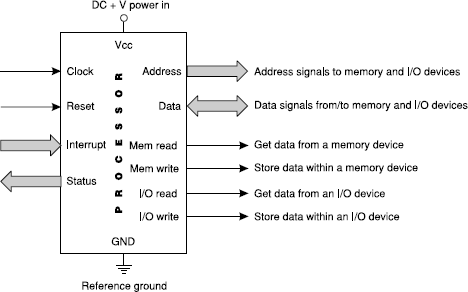 DC + V power in
Vcc
Clock
Address
Address signals to memory and I/O devices
Reset
Data
Data signals from/to memory and I/O devices
Interrupt
Mem read
Get data from a memory device
Mem write
Store data within a memory device
Status
I/O read
Get data from an I/O device
I/O write
Store data within an I/O device
PROCESSOR
GND
Reference ground